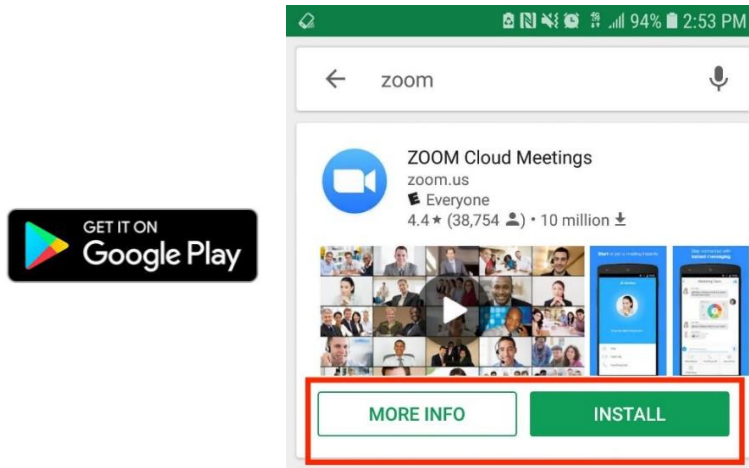 94% 2:53 PM
zoom
ZOOM Cloud Meetings
zoom.us
E Everyone
4.4★ (38,754) • 10 million
GET IT ON
Google Play
MORE INFO
INSTALL